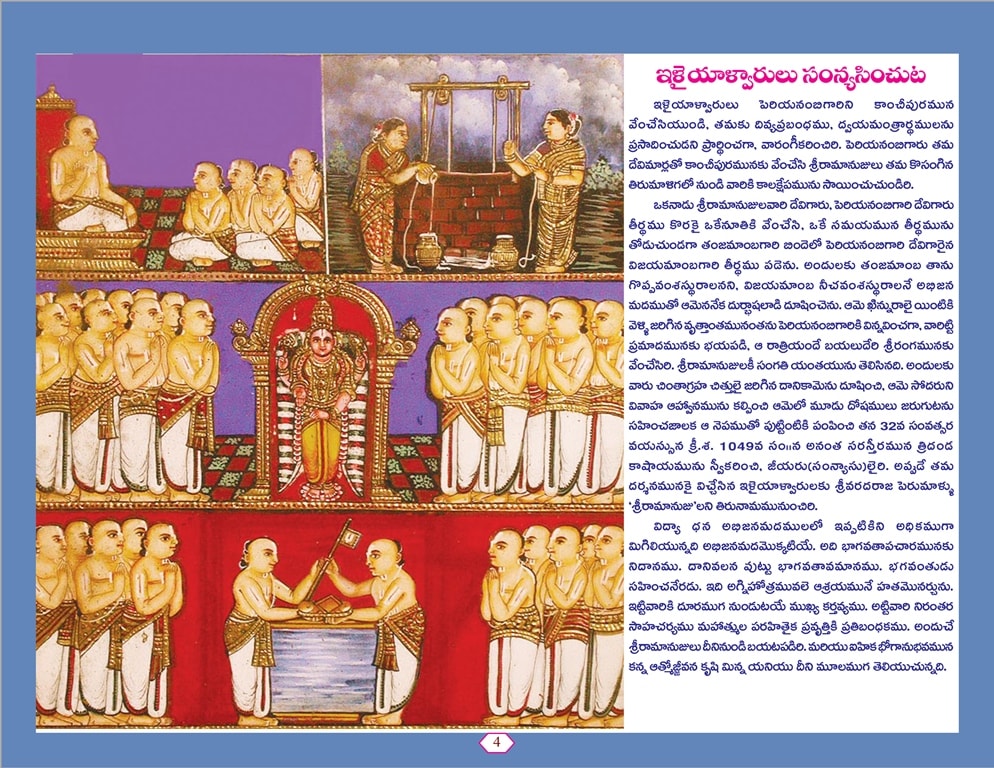 ఇళైయాళ్వారులు సంన్యసించుట
ఇళైయాళ్వారులు పెరియనంబిగారిని కాంచీపురమున
వేంచేసియుండి, తమకు దివ్యప్రబంధము, ద్వయమంత్రార్థములను
ప్రసాదించుడని ప్రార్థించగా, వారంగీకరించిరి. పెరియనంబిగారు తమ
దేవిమార్లతో కాంచీపురమునకు వేంచేసి శ్రీరామానుజులు తమ కొసంగిన
తిరుమాళిగలో నుండి వారికి కాలక్షేపమును సాయించుచుండిరి.
ఒకనాడు శ్రీరామానుజులవారి దేవిగారు, పెరియనంబిగారి దేవిగారు
తీర్థము కొరకై ఒకేనూతికి వేంచేసి, ఒకే సమయమున తీర్థమును
తోడుచుండగా తంజమాంబగారి బిందెలో పెరియనంబిగారి దేవిగారైన
విజయమాంబగారి తీర్థము పడెను. అందులకు తంజమాంబ తాను
గొప్పవంశస్థురాలనని, విజయమాంబ నీచవంశస్థురాలనే అభిజన
మదముతో ఆమెననేక దుర్భాషలాడి దూషించెను. ఆమె ఖిన్నురాలై యింటికి
వెళ్ళి జరిగిన వృత్తాంతమునంతను పెరియనంబిగారికి విన్నవించగా, వారిట్టి
ప్రమాదమునకు భయపడి, ఆ రాత్రియందే బయలుదేరి శ్రీరంగమునకు
వేంచేసిరి. శ్రీరామానుజులకీ సంగతి యంతయును తెలిసినది. అందులకు
వారు చింతాగ్రహ చిత్తులై జరిగిన దానికామెను దూషించి, ఆమె సోదరుని
వివాహ ఆహ్వానమును కల్పించి ఆమెలో మూడు దోషములు జరుగుటను
సహించజాలక ఆ నెపముతో పుట్టింటికి పంపించి తన 32వ సంవత్సర
వయస్సున క్రీ.శ. 1049వ సం॥న అనంత సరస్తీరమున త్రిదండ
కాషాయమును స్వీకరించి, జీయరు(సంన్యాసు)లైరి. అప్పుడే తమ
దర్శనమునకై విచ్చేసిన ఇళైయాళ్వారులకు శ్రీవరదరాజ పెరుమాళ్ళు
‘శ్రీరామానుజు’లని తిరునామమునుంచిరి.
విద్యా ధన అభిజనమదములలో ఇప్పటికిని అధికముగా
మిగిలియున్నది అభిజనమదమొక్కటియే. అది భాగవతాపచారమునకు
నిదానము. దానివలన పుట్టు భాగవతావమానము. భగవంతుడు
సహించనేరడు. ఇది అగ్నిహోత్రమువలె ఆశ్రయమునే హతమొనర్చును.
ఇట్టివారికి దూరముగ నుండుటయే ముఖ్య కర్తవ్యము. అట్టివారి నిరంతర
సాహచర్యము మహాత్ముల పరహితైక ప్రవృత్తికి ప్రతిబంధకము. అందుచే
శ్రీరామానుజులు దీనినుండి బయటపడిరి. మరియు ఐహిక భోగానుభవమున
కన్న ఆత్మోజ్జీవన కృషి మిన్న యనియు దీని మూలముగ తెలియుచున్నది.
4